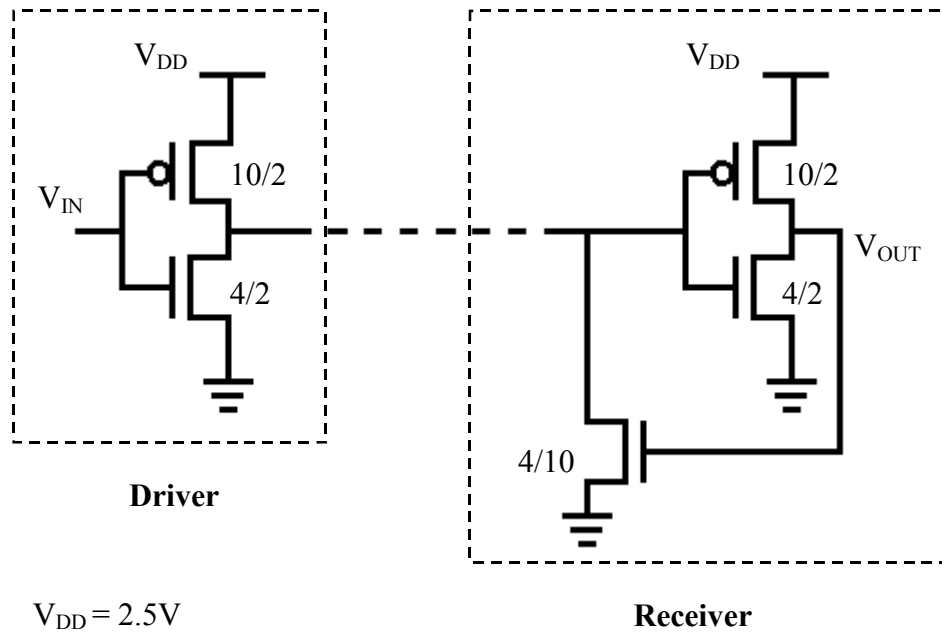 V_DD
V_DD
10/2
10/2
V_IN
V_OUT
4/2
4/2
4/10
Driver
V_DD = 2.5V
Receiver